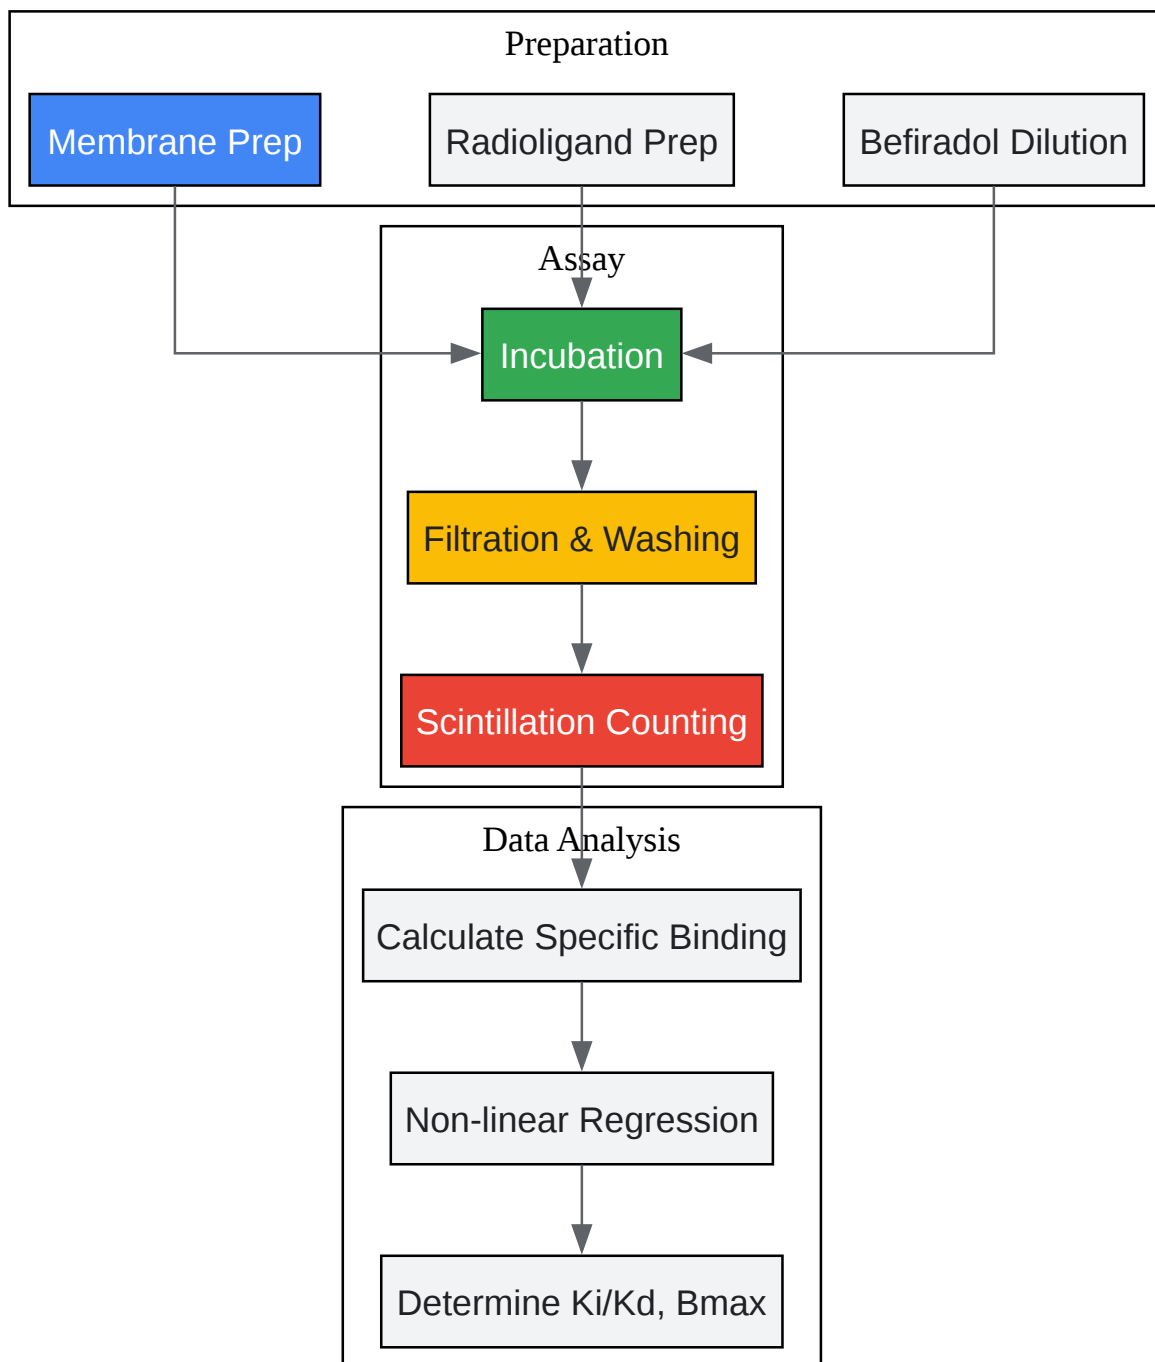 Preparation
Membrane Prep
Radioligand Prep
Befiradol Dilution
Assay
Incubation
Filtration & Washing
Scintillation Counting
Data Analysis
Calculate Specific Binding
Non-linear Regression
Determine Ki/Kd, Bmax